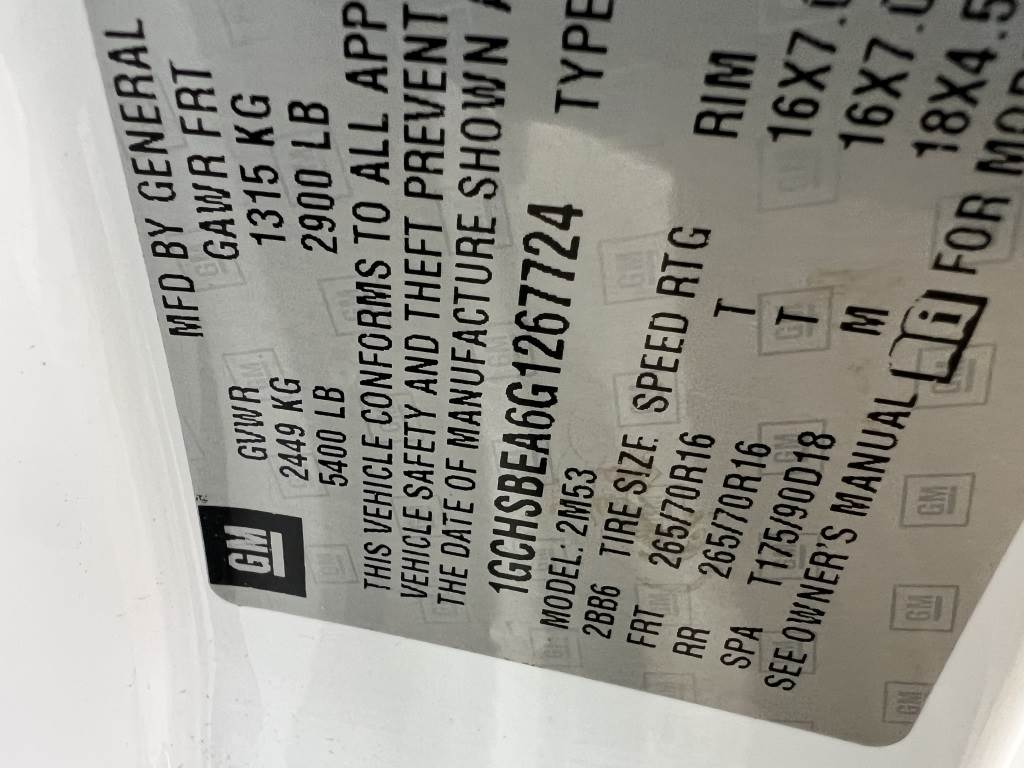 GM
MFD BY GENERAL
GVWR GAWR FRT
2449 KG 1315 KG
5400 LB 2900 LB
THIS VEHICLE CONFORMS TO ALL APP
VEHICLE SAFETY AND THEFT PREVENT
THE DATE OF MANUFACTURE SHOWN A
1GCHSBEA6G1267724 TYPE
MODEL: 2M53
2BB6 TIRE SIZE SPEED RTG RIM
FRT 265/70R16 T 16X7.0
RR 265/70R16 T 16X7.0
SPA T175/90D18 M 18X4.5
SEE OWNER'S MANUAL i FOR MOR